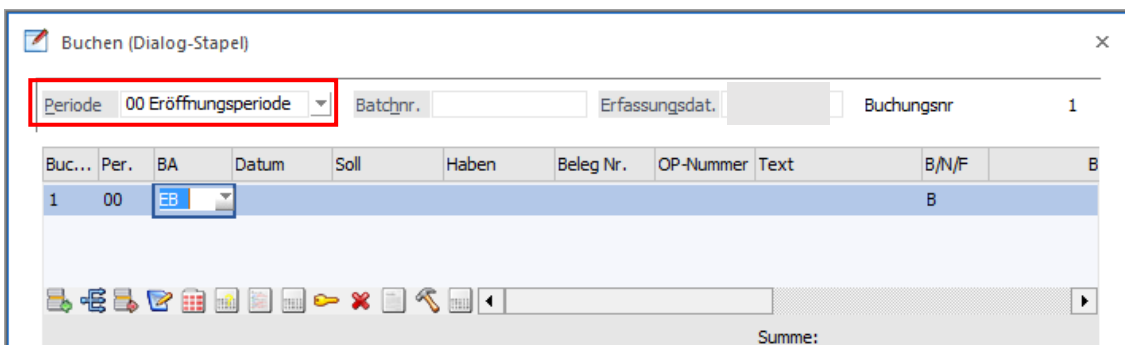 Buchen (Dialog-Stapel)
Periode 00 Eröffnungsperiode Batchnr. Erfassungsdat. Buchungsnr 1
Buc... Per. BA Datum Soll Haben Beleg Nr. OP-Nummer Text B/N/F B
1 00 EB B
Summe: